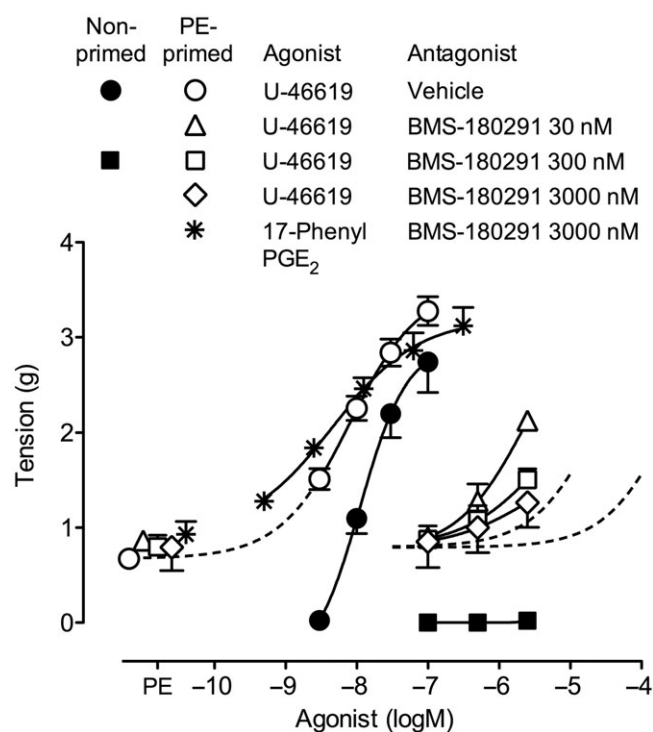 Non-primed PE-primed Agonist Antagonist
U-46619 Vehicle
U-46619 BMS-180291 30 nM
U-46619 BMS-180291 300 nM
U-46619 BMS-180291 3000 nM
17-Phenyl PGE₂ BMS-180291 3000 nM
4
3
2
1
0
Tension (g)
PE –10 –9 –8 –7 –6 –5 –4
Agonist (logM)